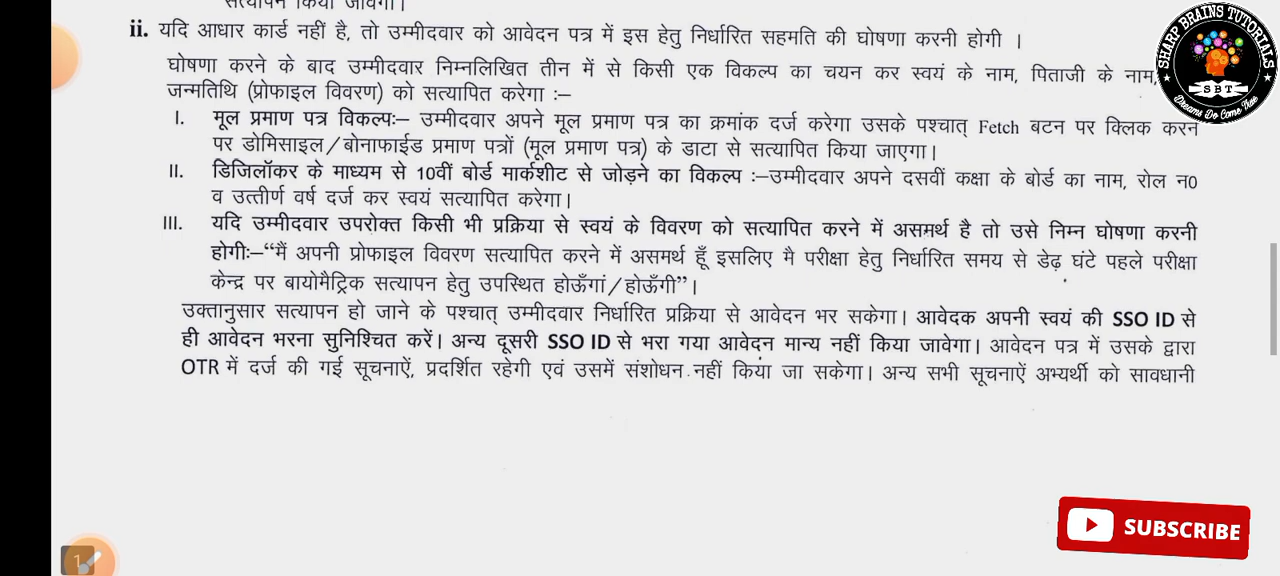 सत्यापन किया जावेगा।
ii. यदि आधार कार्ड नहीं है, तो उम्मीदवार को आवेदन पत्र में इस हेतु निर्धारित सहमति की घोषणा करनी होगी ।
घोषणा करने के बाद उम्मीदवार निम्नलिखित तीन में से किसी एक विकल्प का चयन कर स्वयं के नाम, पिताजी के नाम,
जन्मतिथि (प्रोफाइल विवरण) को सत्यापित करेगा :–
I. मूल प्रमाण पत्र विकल्पः– उम्मीदवार अपने मूल प्रमाण पत्र का क्रमांक दर्ज करेगा उसके पश्चात् Fetch बटन पर क्लिक करने
पर डोमिसाइल/बोनाफाईड प्रमाण पत्रों (मूल प्रमाण पत्र) के डाटा से सत्यापित किया जाएगा।
II. डिजिलॉकर के माध्यम से 10वीं बोर्ड मार्कशीट से जोड़ने का विकल्प :–उम्मीदवार अपने दसवीं कक्षा के बोर्ड का नाम, रोल न0
व उत्तीर्ण वर्ष दर्ज कर स्वयं सत्यापित करेगा।
III. यदि उम्मीदवार उपरोक्त किसी भी प्रक्रिया से स्वयं के विवरण को सत्यापित करने में असमर्थ है तो उसे निम्न घोषणा करनी
होगीः–“मैं अपनी प्रोफाइल विवरण सत्यापित करने में असमर्थ हूँ इसलिए मै परीक्षा हेतु निर्धारित समय से डेढ़ घंटे पहले परीक्षा
केन्द्र पर बायोमैट्रिक सत्यापन हेतु उपस्थित होऊँगां/होऊँगी”।
उक्तानुसार सत्यापन हो जाने के पश्चात् उम्मीदवार निर्धारित प्रक्रिया से आवेदन भर सकेगा। आवेदक अपनी स्वयं की SSO ID से
ही आवेदन भरना सुनिश्चित करें। अन्य दूसरी SSO ID से भरा गया आवेदन मान्य नहीं किया जावेगा। आवेदन पत्र में उसके द्वारा
OTR में दर्ज की गई सूचनाऐं, प्रदर्शित रहेगी एवं उसमें संशोधन नहीं किया जा सकेगा। अन्य सभी सूचनाऐं अभ्यर्थी को सावधानी
SHARP BRAINS TUTORIALS
SBT
Dreams Do Come True
SUBSCRIBE
1